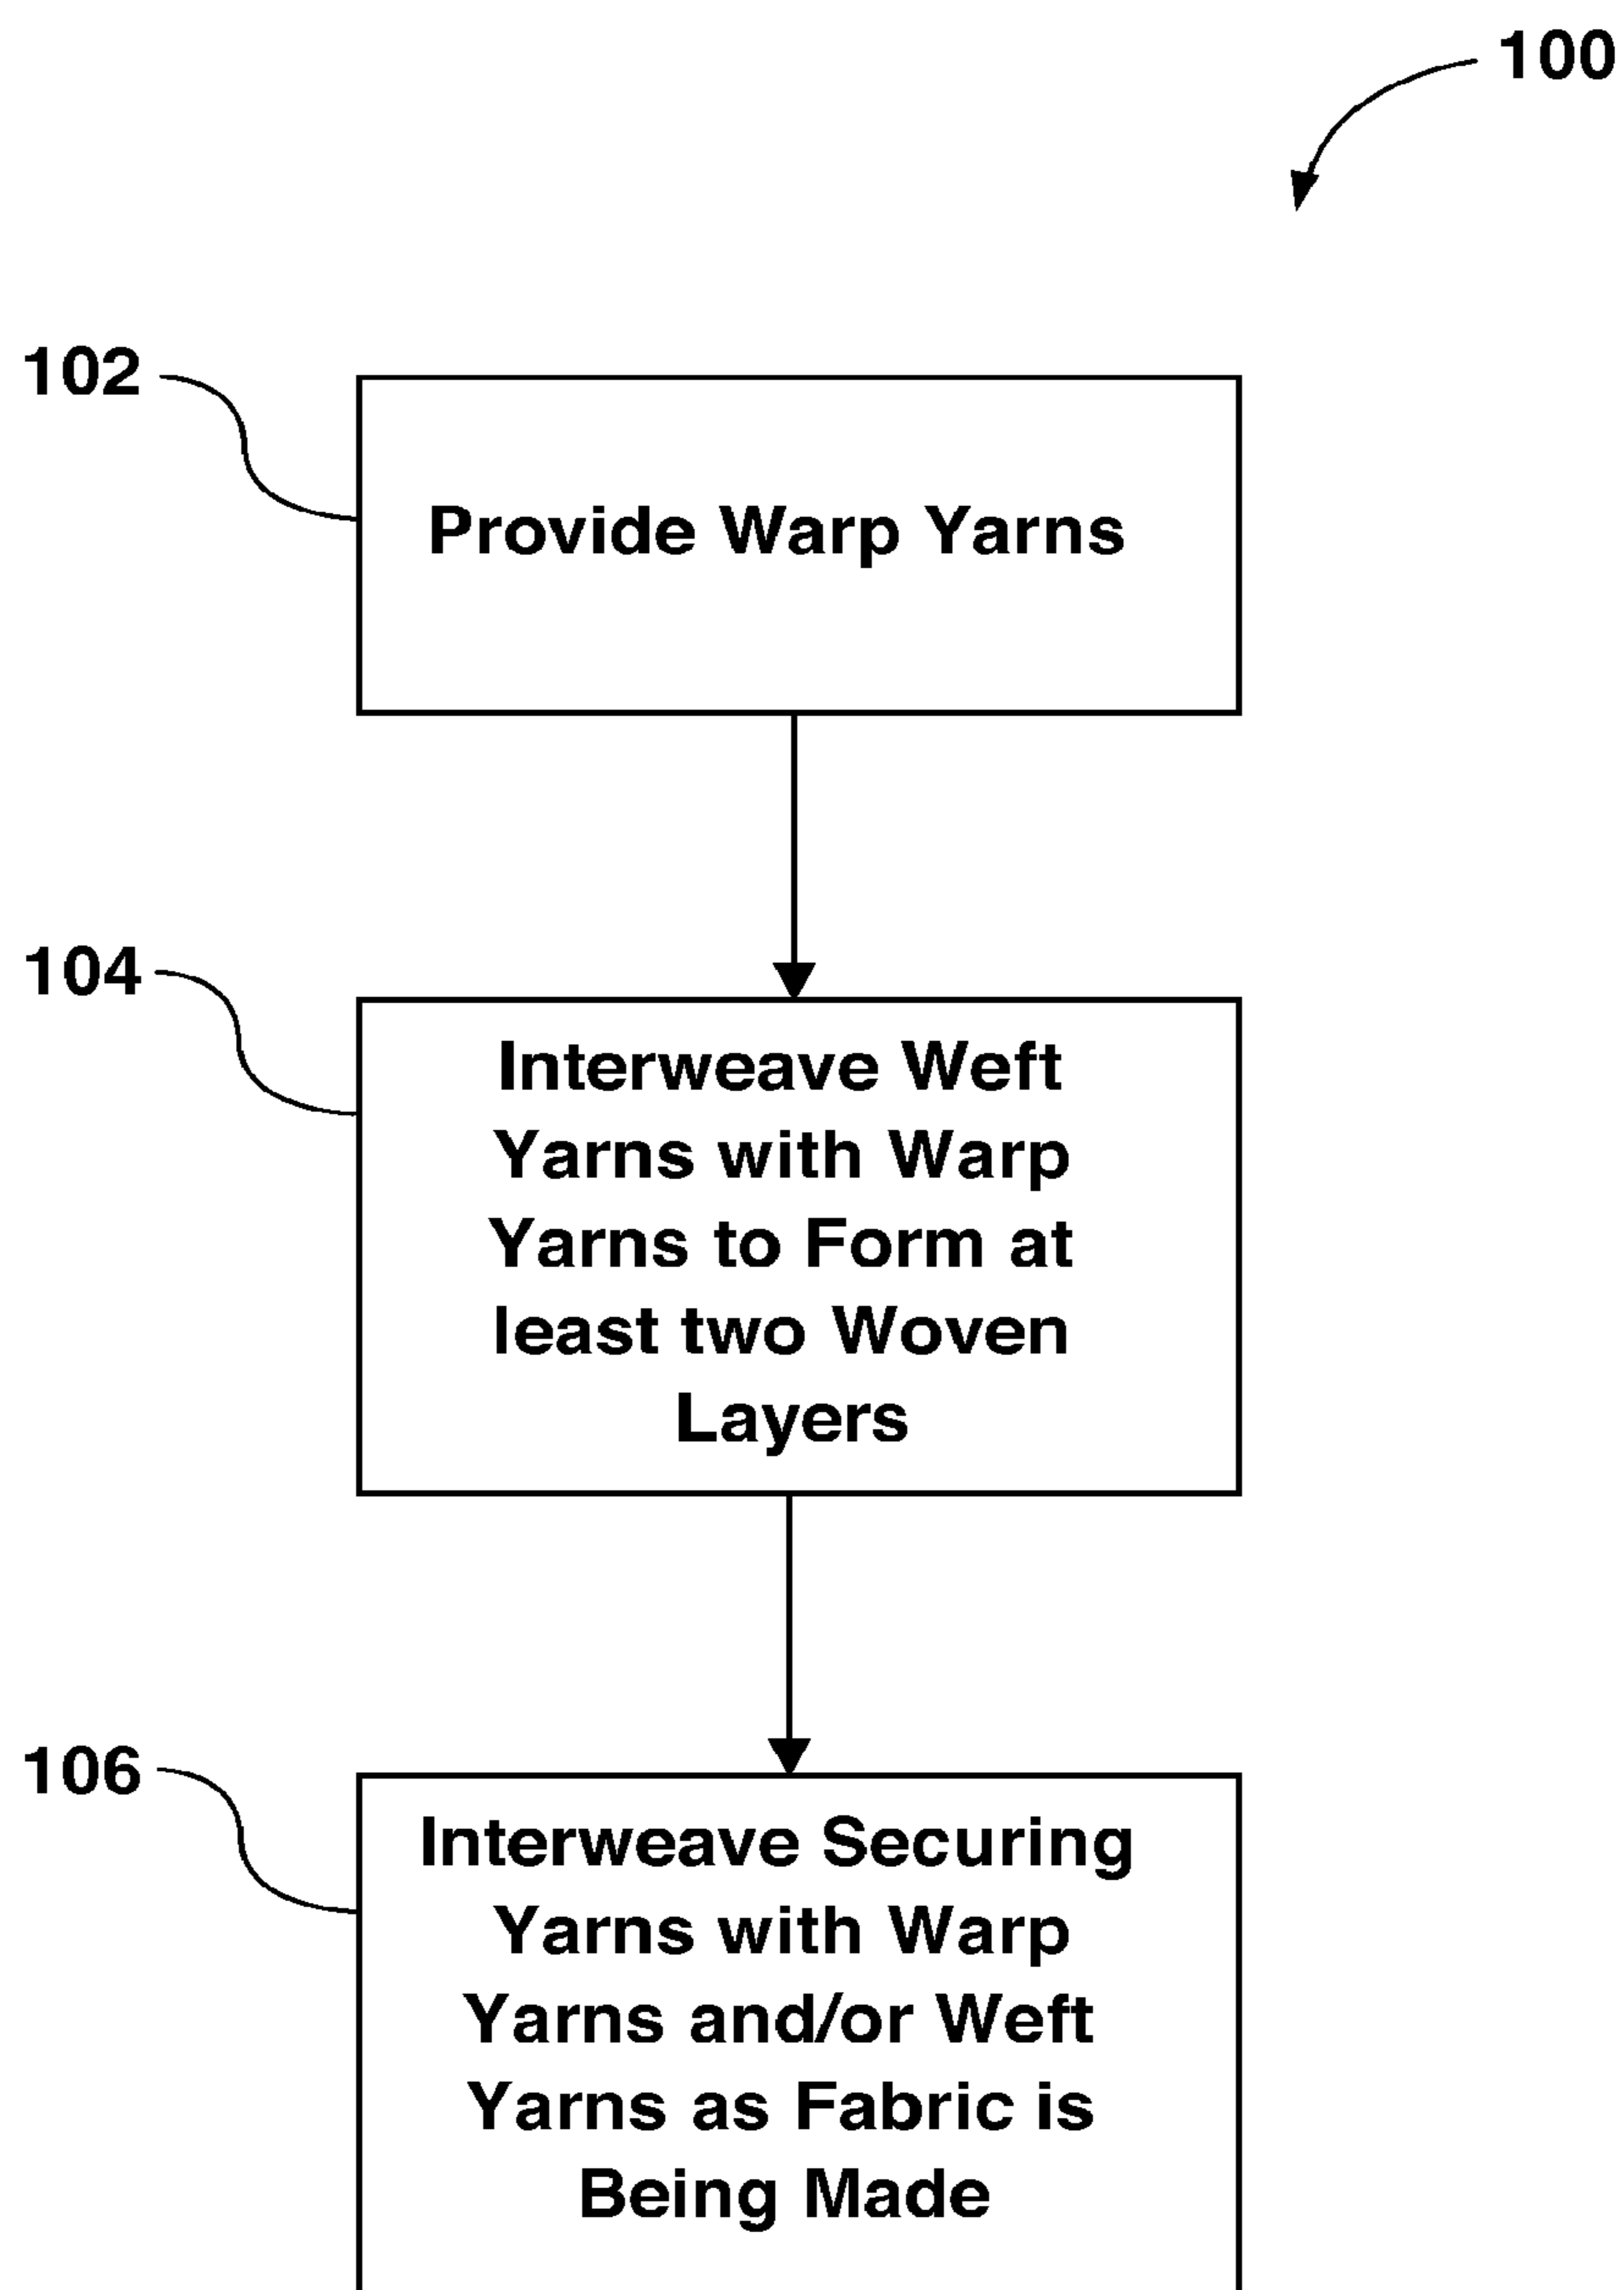 100
102
Provide Warp Yarns
104
Interweave Weft
Yarns with Warp
Yarns to Form at
least two Woven
Layers
106
Interweave Securing
Yarns with Warp
Yarns and/or Weft
Yarns as Fabric is
Being Made